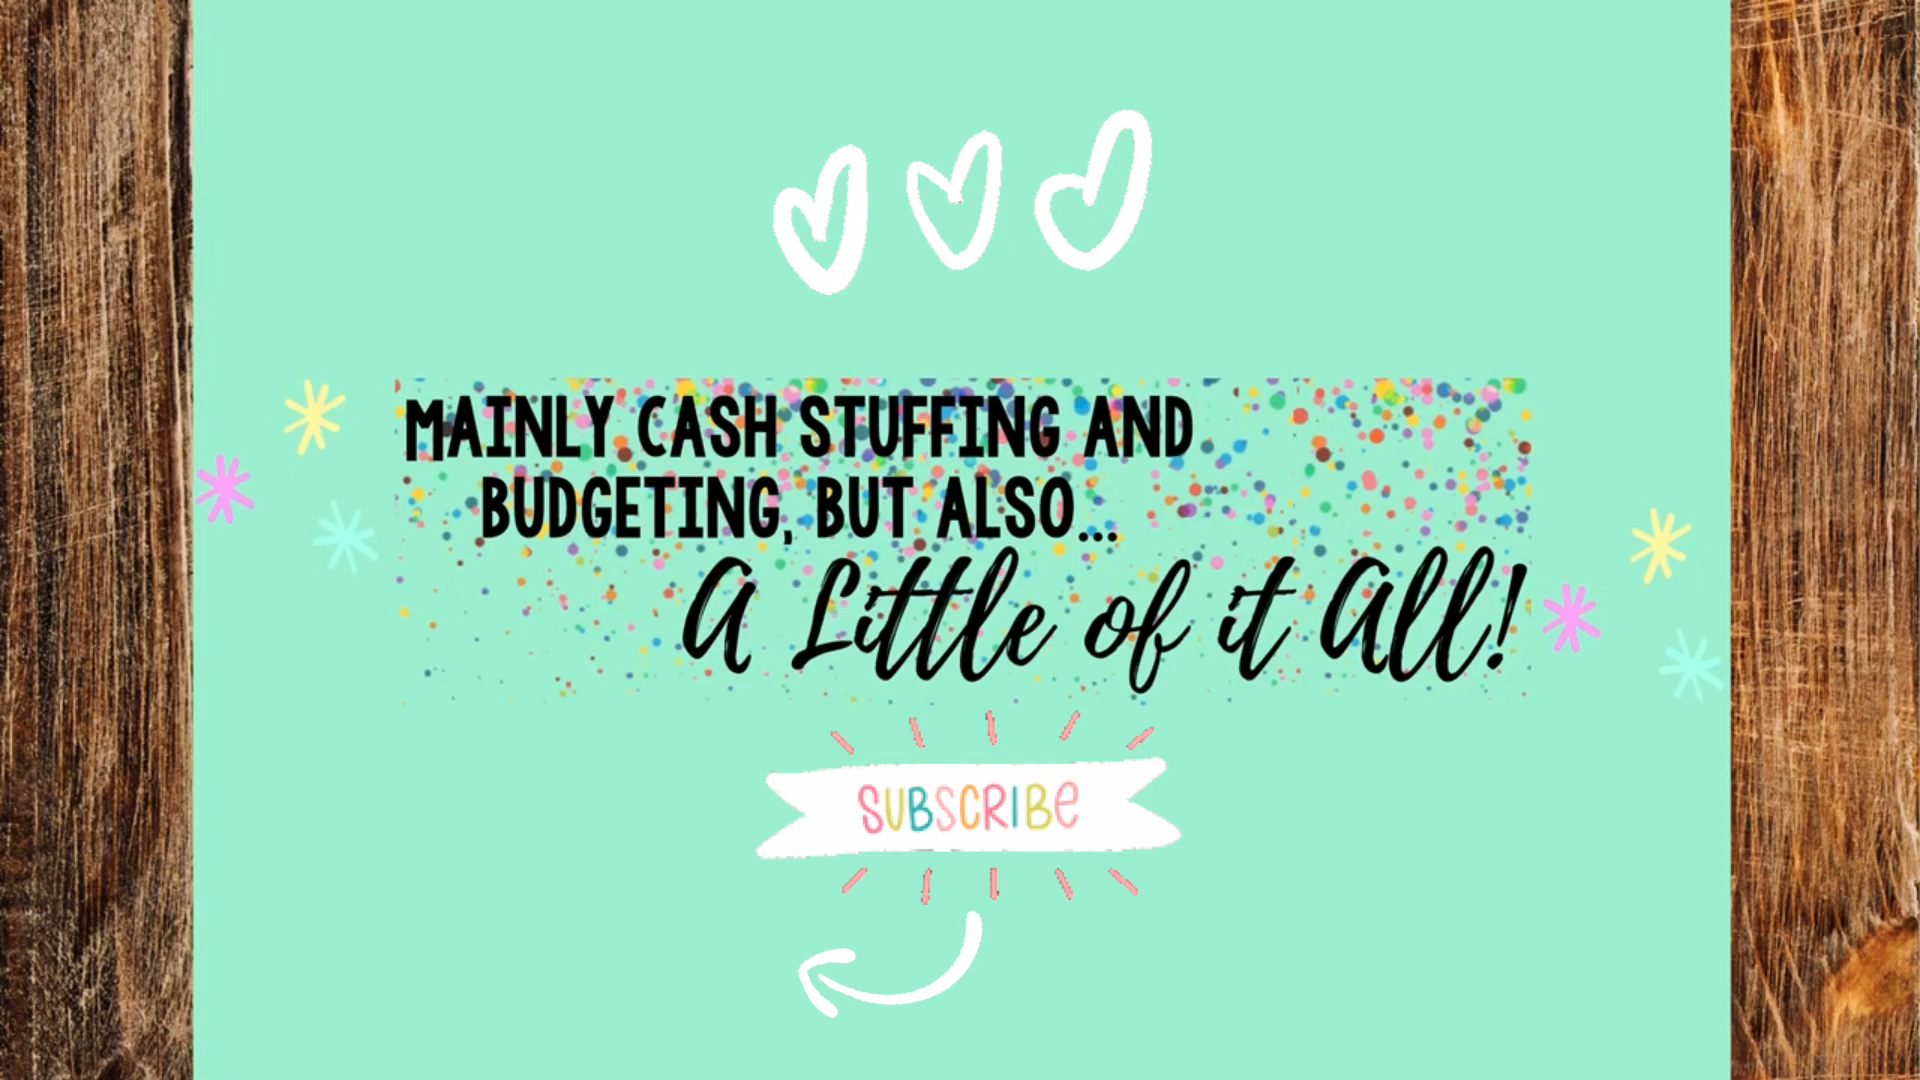 MAINLY CASH STUFFING AND
BUDGETING, BUT ALSO...
A Little of it All!
SUBSCRIBE